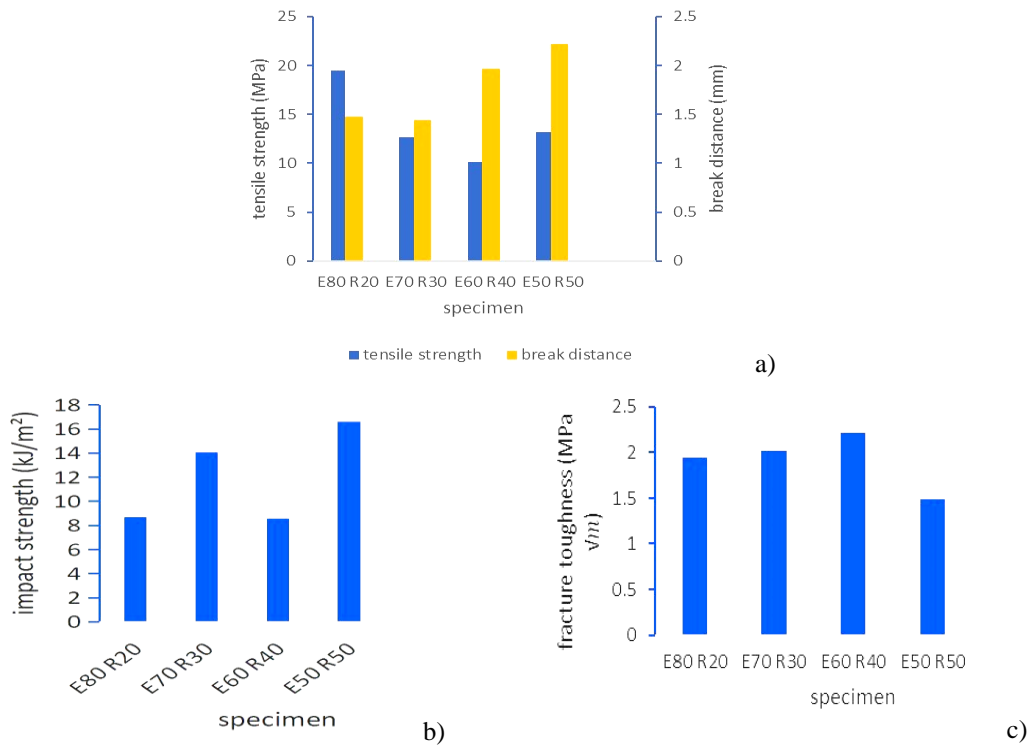 25
20
15
10
5
0
tensile strength (MPa)
2.5
2
1.5
1
0.5
0
break distance (mm)
E80 R20 E70 R30 E60 R40 E50 R50
specimen
tensile strength break distance
a)
18
16
14
12
10
8
6
4
2
0
impact strength (kJ/m²)
E80 R20 E70 R30 E60 R40 E50 R50
specimen
b)
2.5
2
1.5
1
0.5
0
fracture toughness (MPa
√m)
E80 R20 E70 R30 E60 R40 E50 R50
specimen
c)